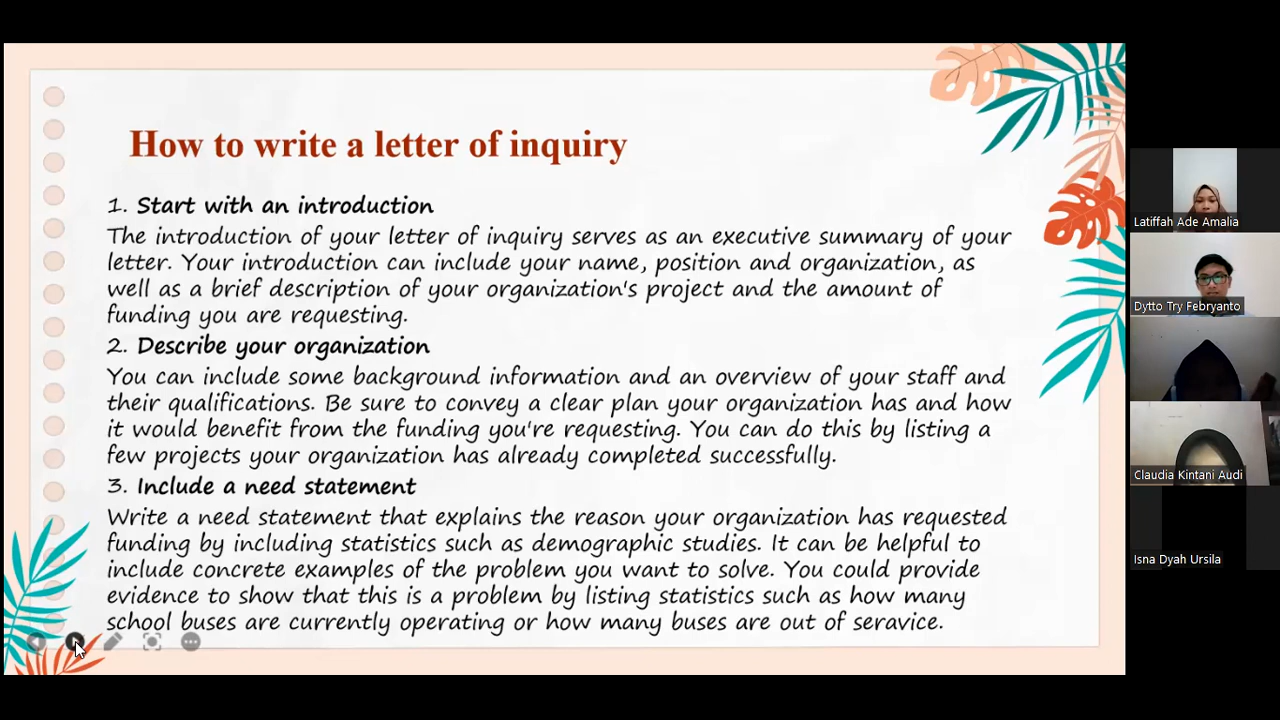 How to write a letter of inquiry
1. Start with an introduction
The introduction of your letter of inquiry serves as an executive summary of your
letter. Your introduction can include your name, position and organization, as
well as a brief description of your organization's project and the amount of
funding you are requesting.
2. Describe your organization
You can include some background information and an overview of your staff and
their qualifications. Be sure to convey a clear plan your organization has and how
it would benefit from the funding you're requesting. You can do this by listing a
few projects your organization has already completed successfully.
3. Include a need statement
Write a need statement that explains the reason your organization has requested
funding by including statistics such as demographic studies. It can be helpful to
include concrete examples of the problem you want to solve. You could provide
evidence to show that this is a problem by listing statistics such as how many
school buses are currently operating or how many buses are out of seravice.
Latiffah Ade Amalia
Dytto Try Febryanto
Claudia Kintani Audi
Isna Dyah Ursila